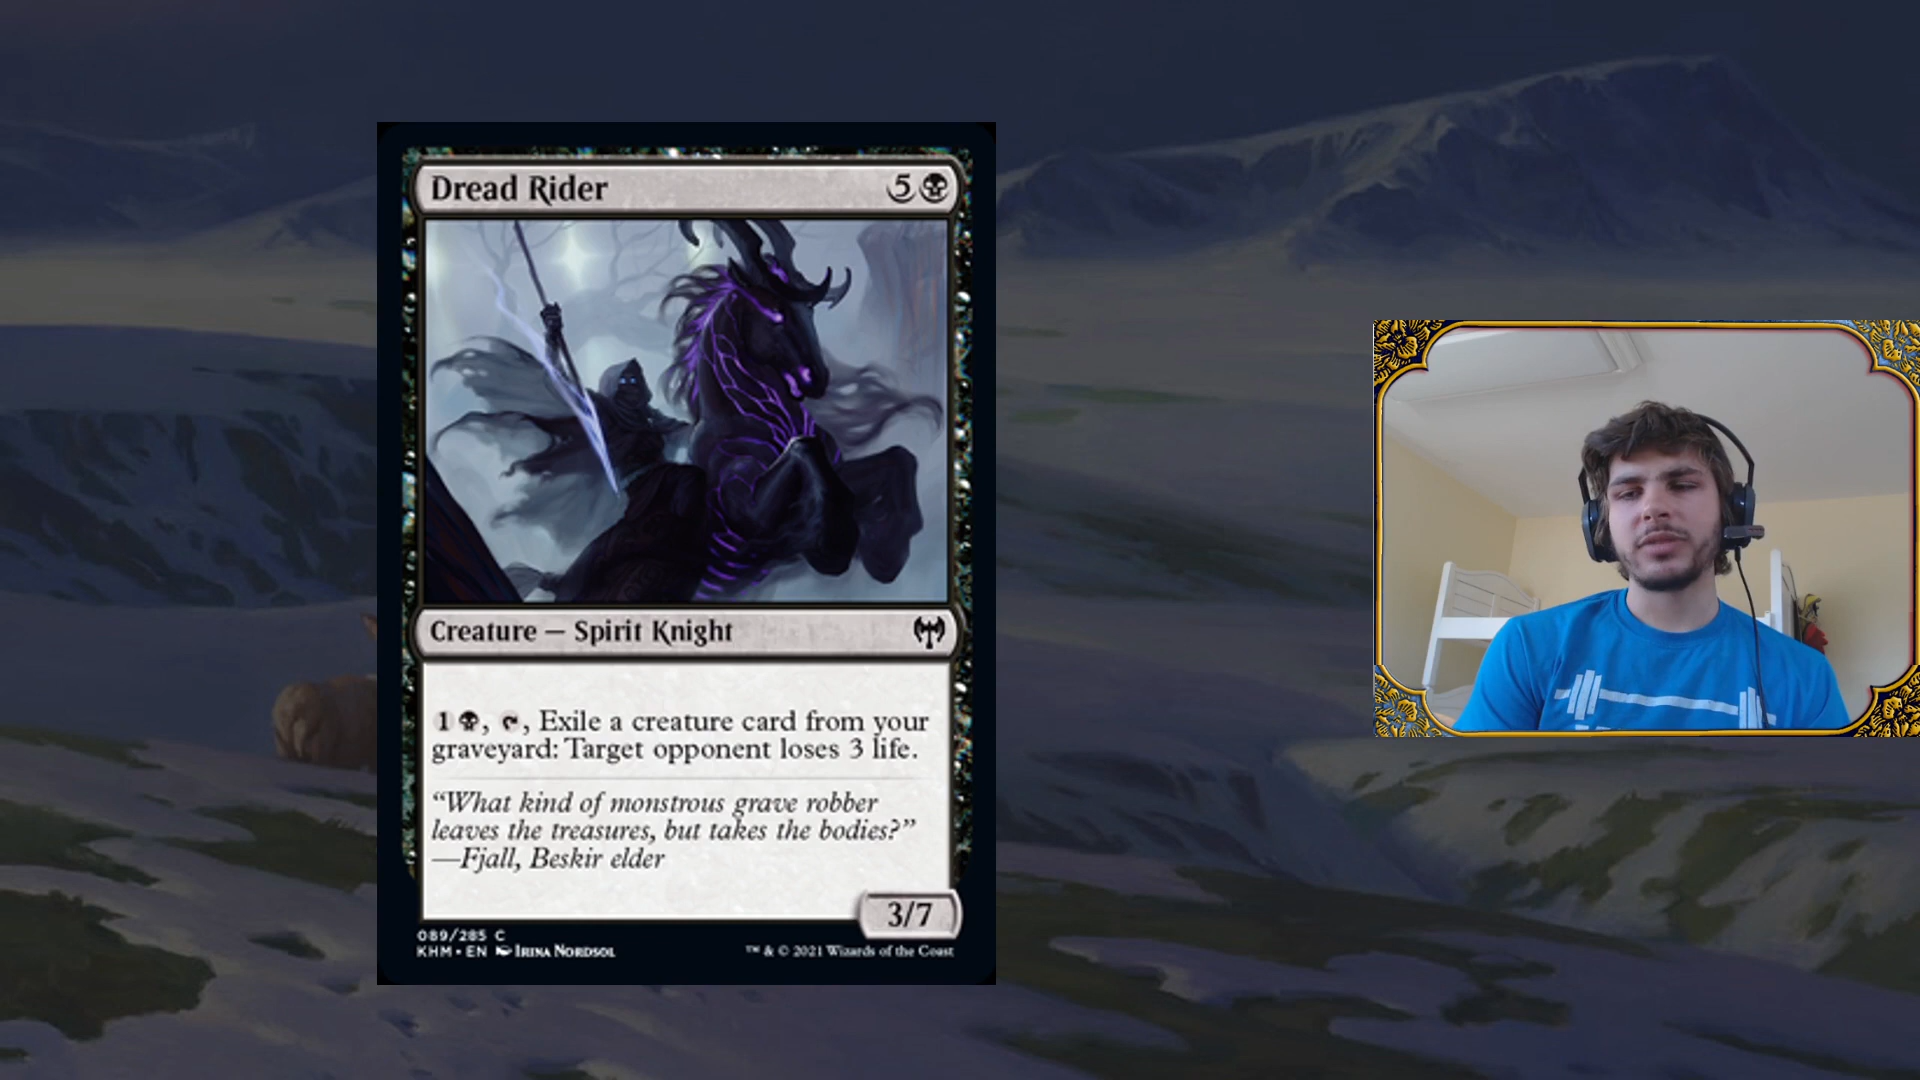 Dread Rider 5
Creature — Spirit Knight
1, , Exile a creature card from your
graveyard: Target opponent loses 3 life.
“What kind of monstrous grave robber
leaves the treasures, but takes the bodies?”
—Fjall, Beskir elder
3/7
089/285 C
KHM • EN Irina Nordsol
™ & © 2021 Wizards of the Coast